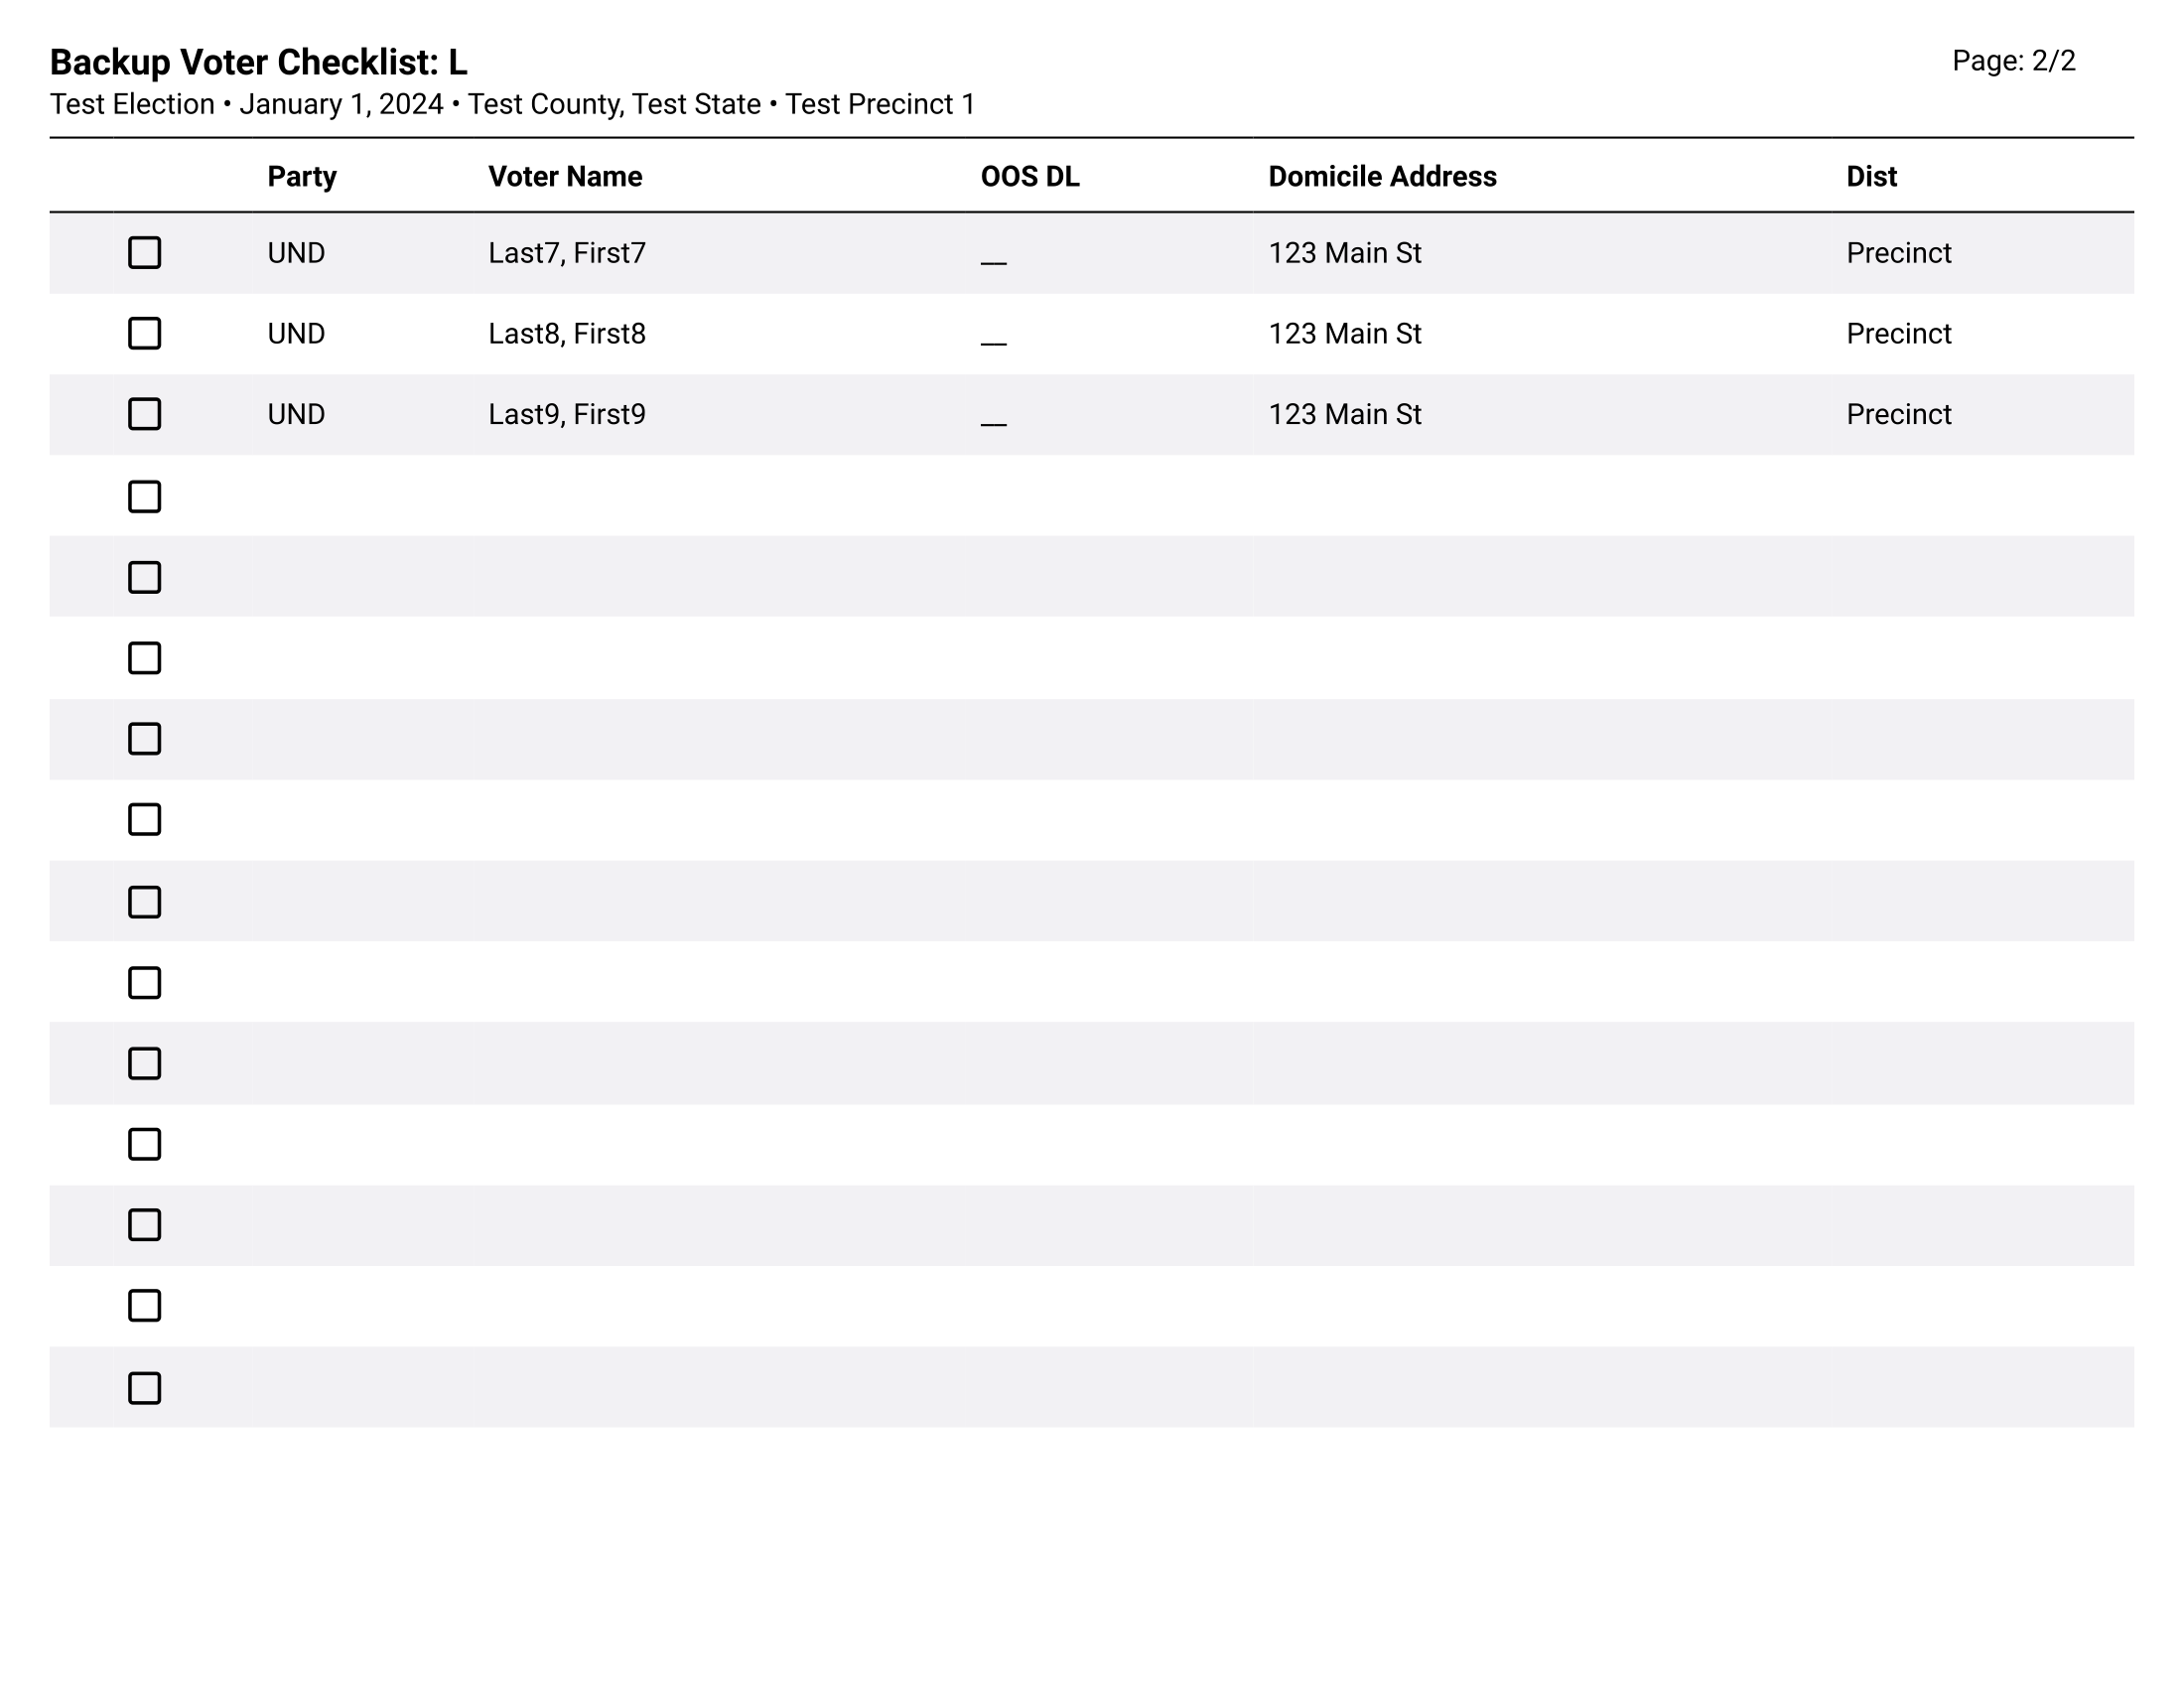 Backup Voter Checklist: L
Page: 2/2
Test Election • January 1, 2024 • Test County, Test State • Test Precinct 1
Party Voter Name OOS DL Domicile Address Dist
UND Last7, First7 __ 123 Main St Precinct
UND Last8, First8 __ 123 Main St Precinct
UND Last9, First9 __ 123 Main St Precinct